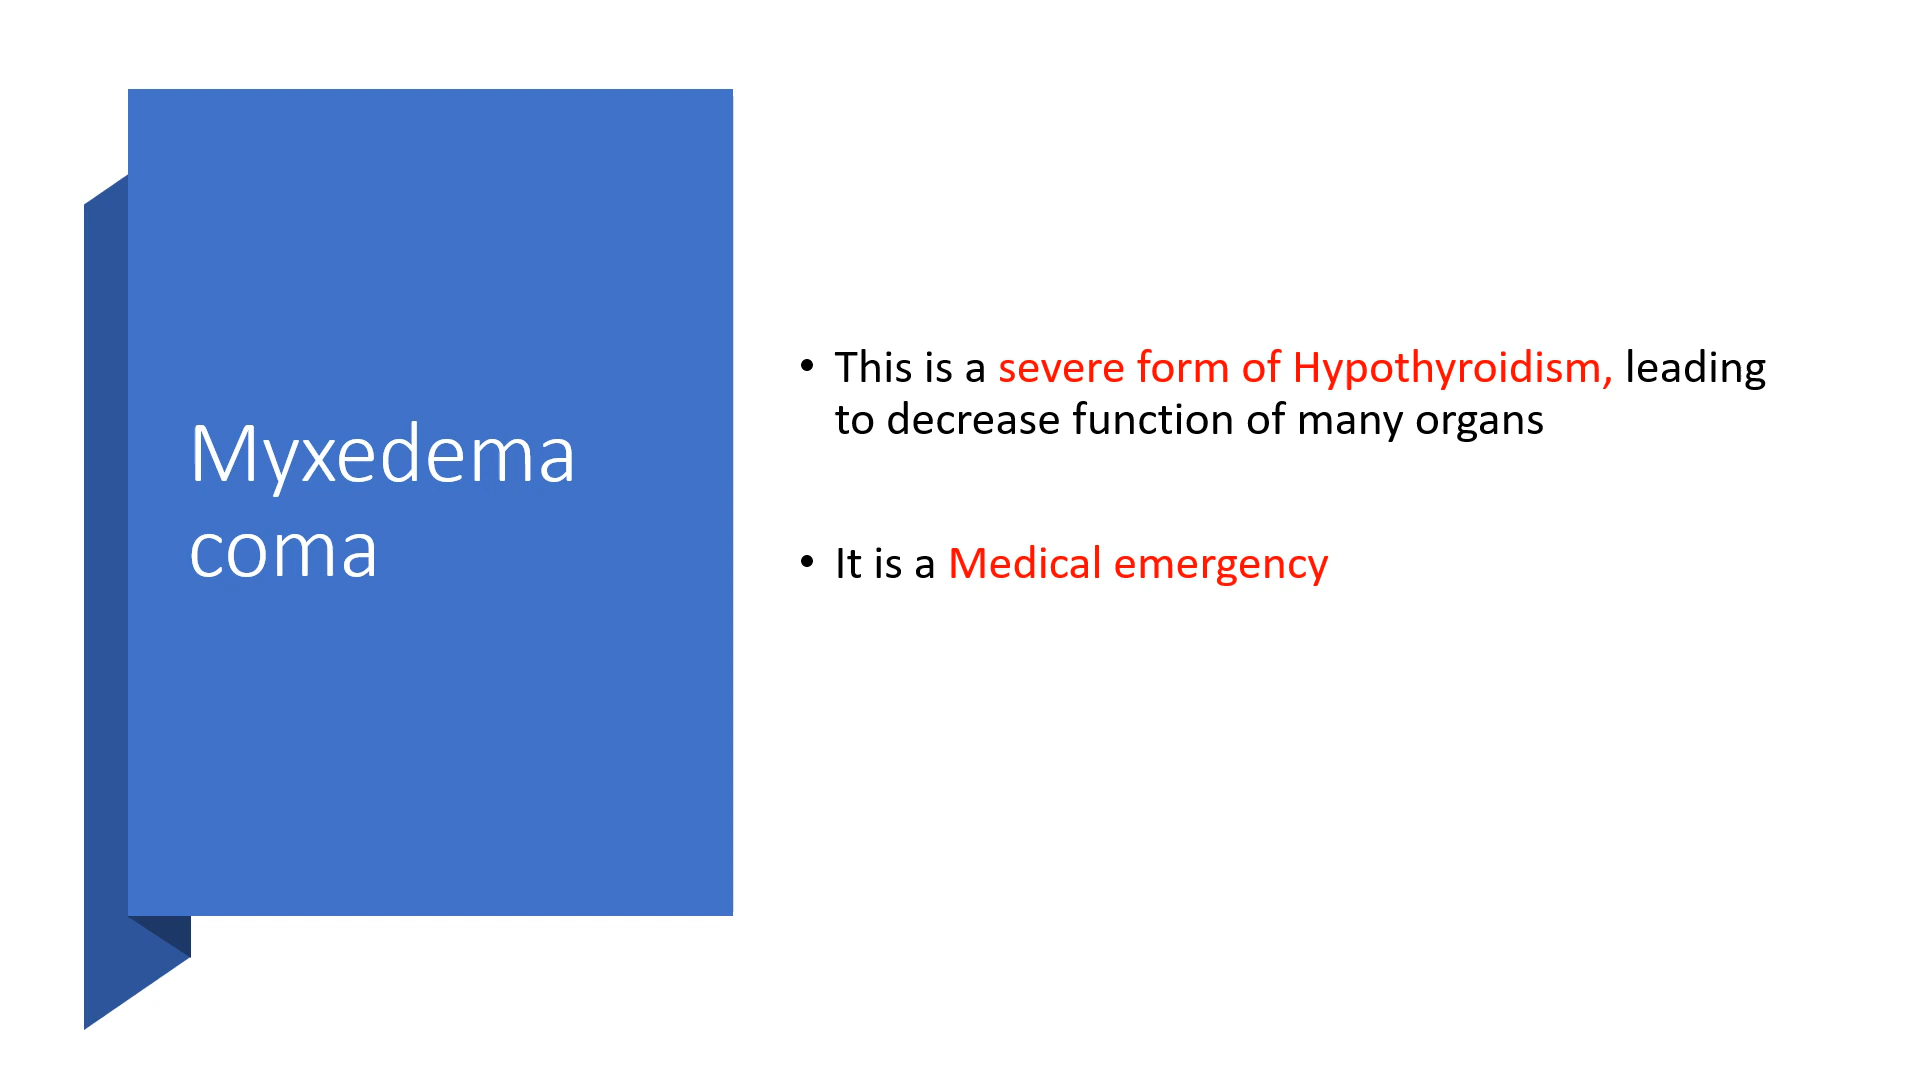 Myxedema
coma
• This is a severe form of Hypothyroidism, leading
to decrease function of many organs
• It is a Medical emergency